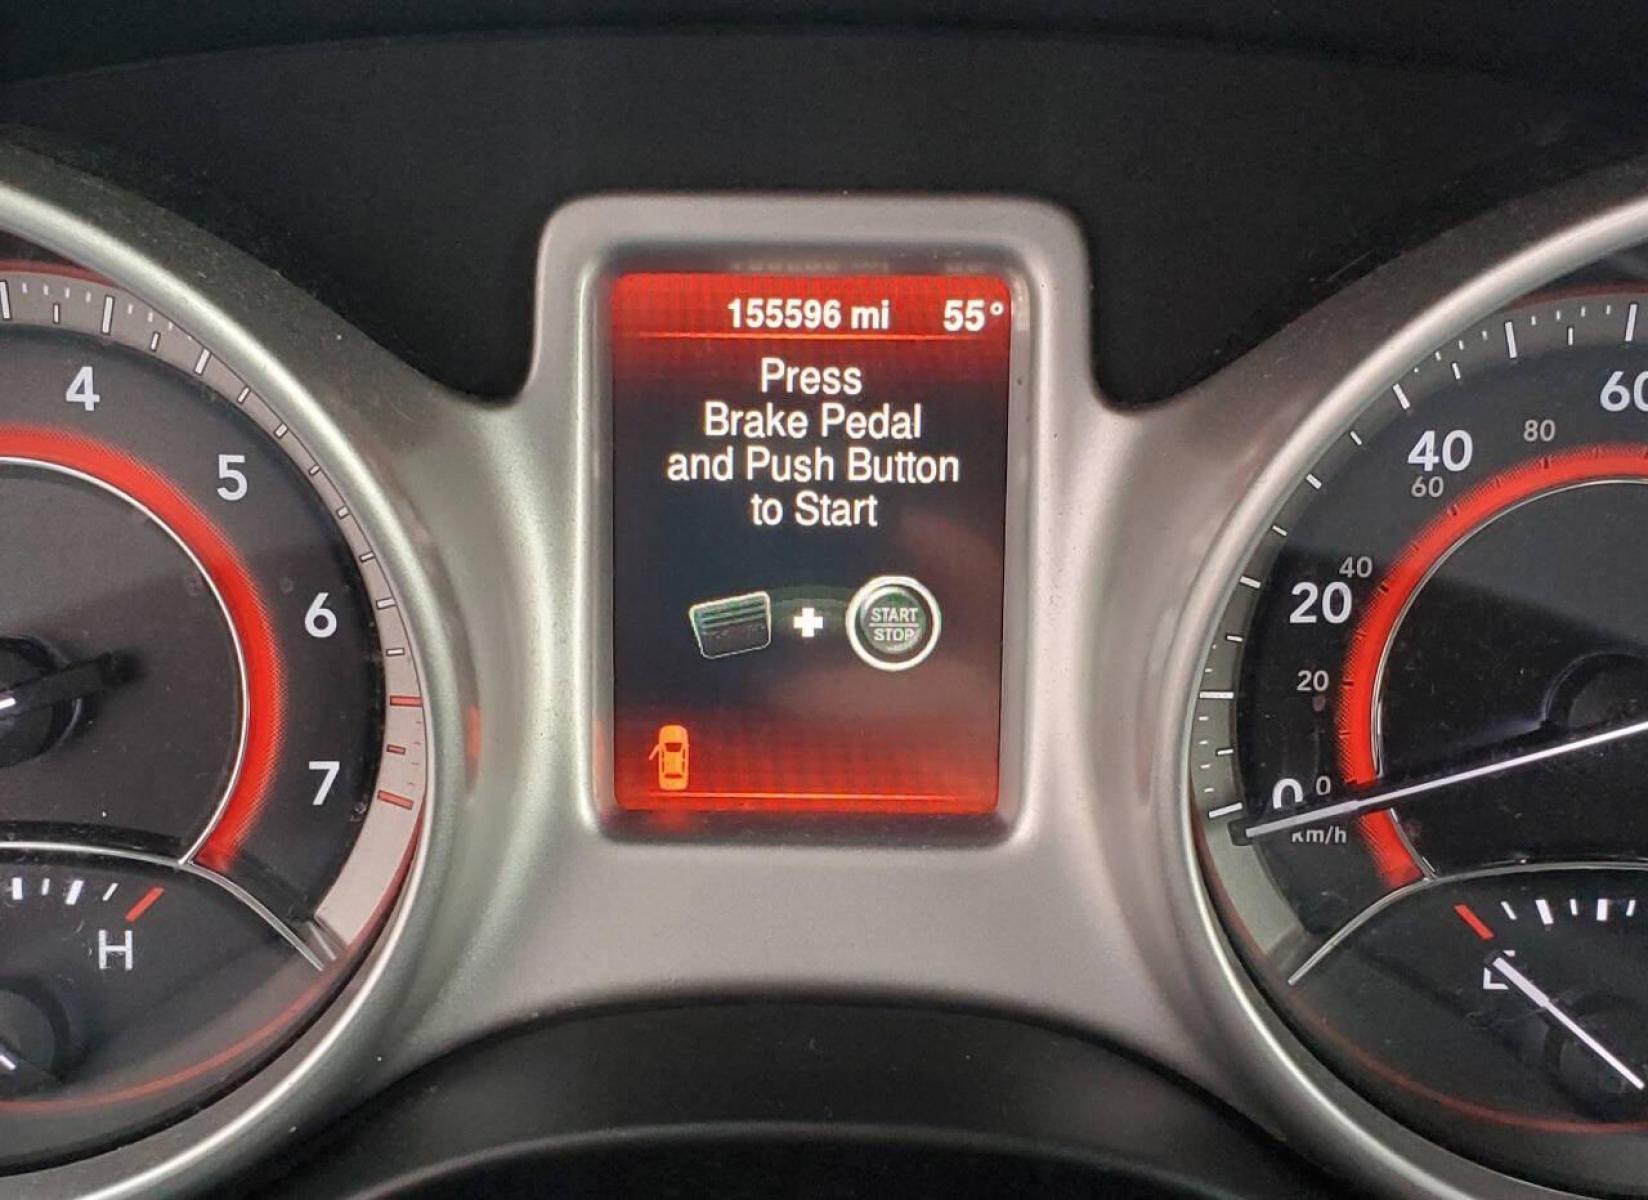 155596 mi 55°
Press
Brake Pedal
and Push Button
to Start
START
STOP
4
5
6
7
H
60
40
80
60
20
40
20
0
0
km/h
E